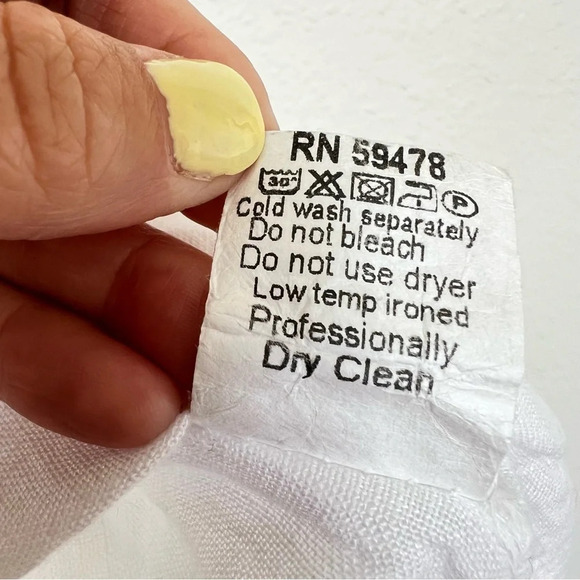 RN 59478
30° P
Cold wash separately
Do not bleach
Do not use dryer
Low temp ironed
Professionally
Dry Clean